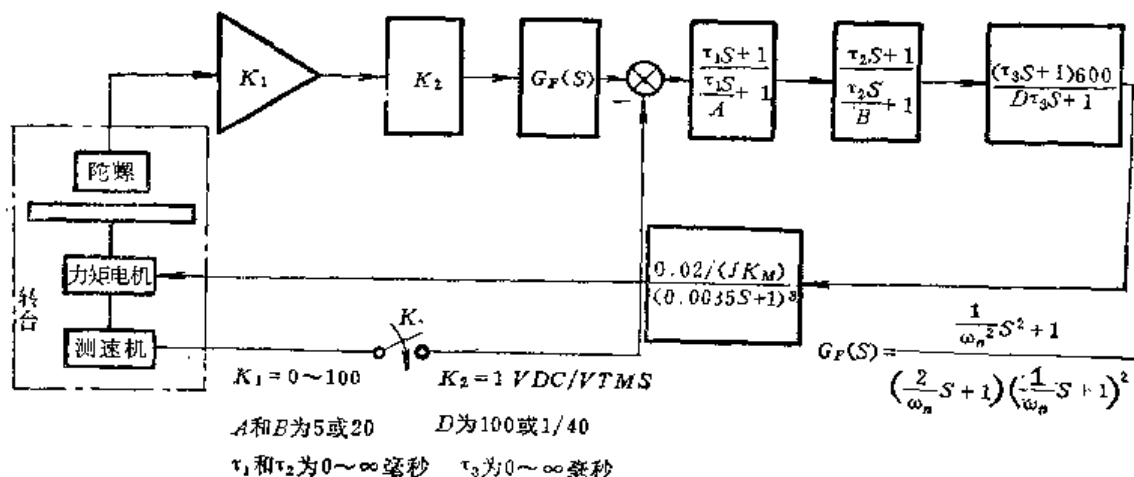 K₁
K₂
G_F(S)
−
τ₁S+1
τ₁S/A+1
τ₂S+1
τ₂S/B+1
(τ₃S+1)600
Dτ₃S+1
陀螺
力矩电机
测速机
转台
0.02/(JK_M)
(0.0035S+1)³
K
K₁=0～100
K₂=1 VDC/VTMS
A和B为5或20
D为100或1/40
τ₁和τ₂为0～∞毫秒
τ₃为0～∞毫秒
G_F(S)=
1/ω_n² S²+1
(2/ω_n S+1)(1/ω_n S+1)²